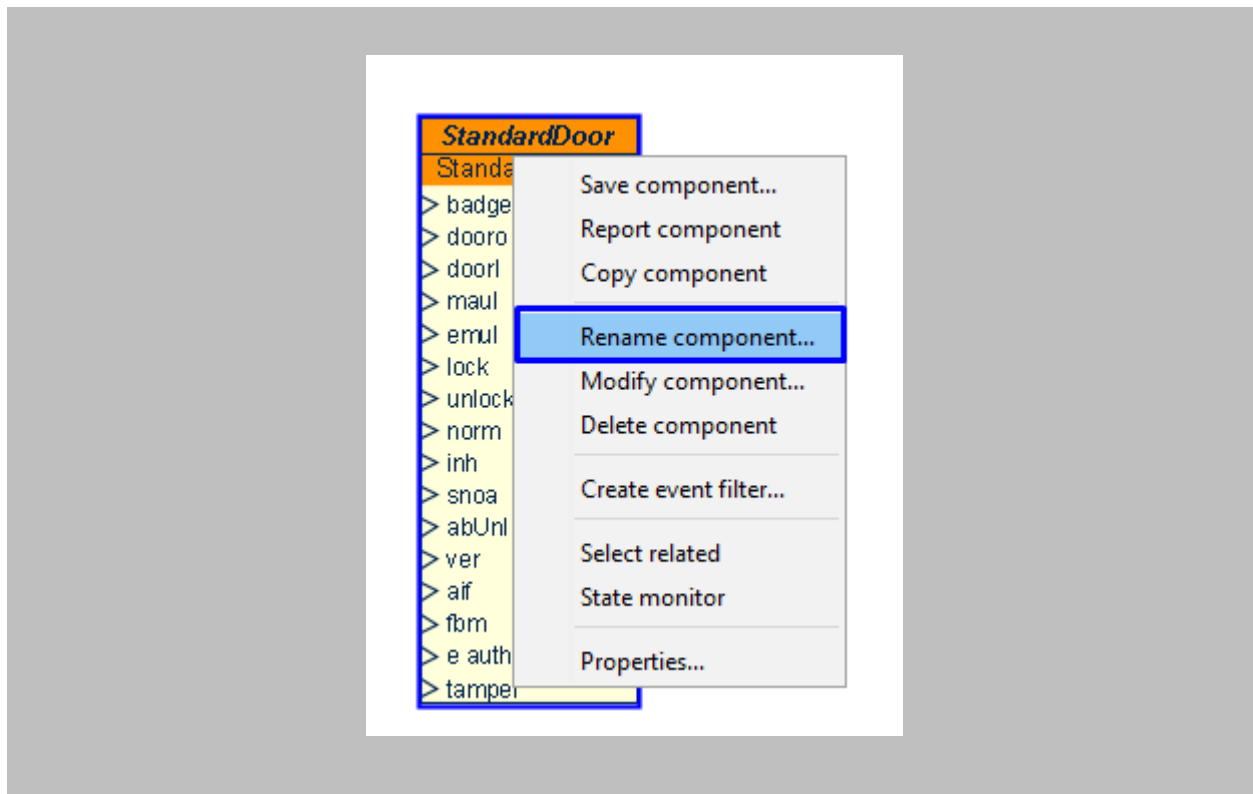 StandardDoor
Standa
badge
dooro
doorl
maul
emul
lock
unlock
norm
inh
snoa
abUnl
ver
aif
fbm
e auth
tamper
Save component...
Report component
Copy component
Rename component...
Modify component...
Delete component
Create event filter...
Select related
State monitor
Properties...